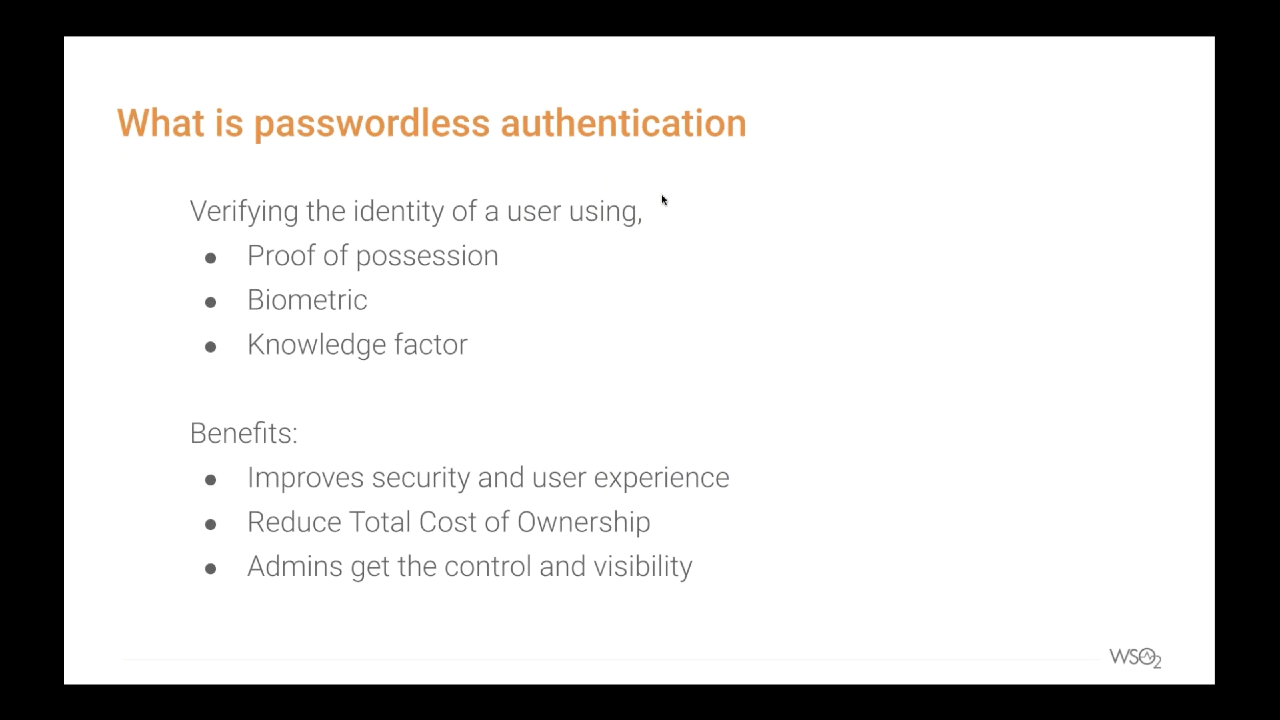 What is passwordless authentication
Verifying the identity of a user using,
● Proof of possession
● Biometric
● Knowledge factor
Benefits:
● Improves security and user experience
● Reduce Total Cost of Ownership
● Admins get the control and visibility
WSO2